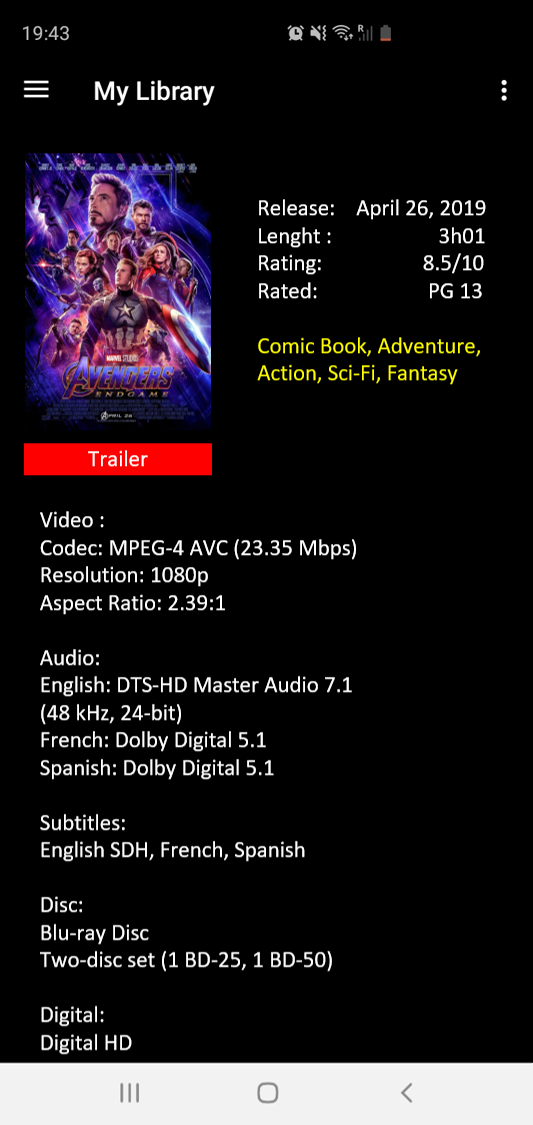 19:43
R
My Library
MARVEL STUDIOS
AVENGERS
ENDGAME
APRIL 26
Trailer
Release: April 26, 2019
Lenght : 3h01
Rating: 8.5/10
Rated: PG 13
Comic Book, Adventure,
Action, Sci-Fi, Fantasy
Video :
Codec: MPEG-4 AVC (23.35 Mbps)
Resolution: 1080p
Aspect Ratio: 2.39:1
Audio:
English: DTS-HD Master Audio 7.1
(48 kHz, 24-bit)
French: Dolby Digital 5.1
Spanish: Dolby Digital 5.1
Subtitles:
English SDH, French, Spanish
Disc:
Blu-ray Disc
Two-disc set (1 BD-25, 1 BD-50)
Digital:
Digital HD